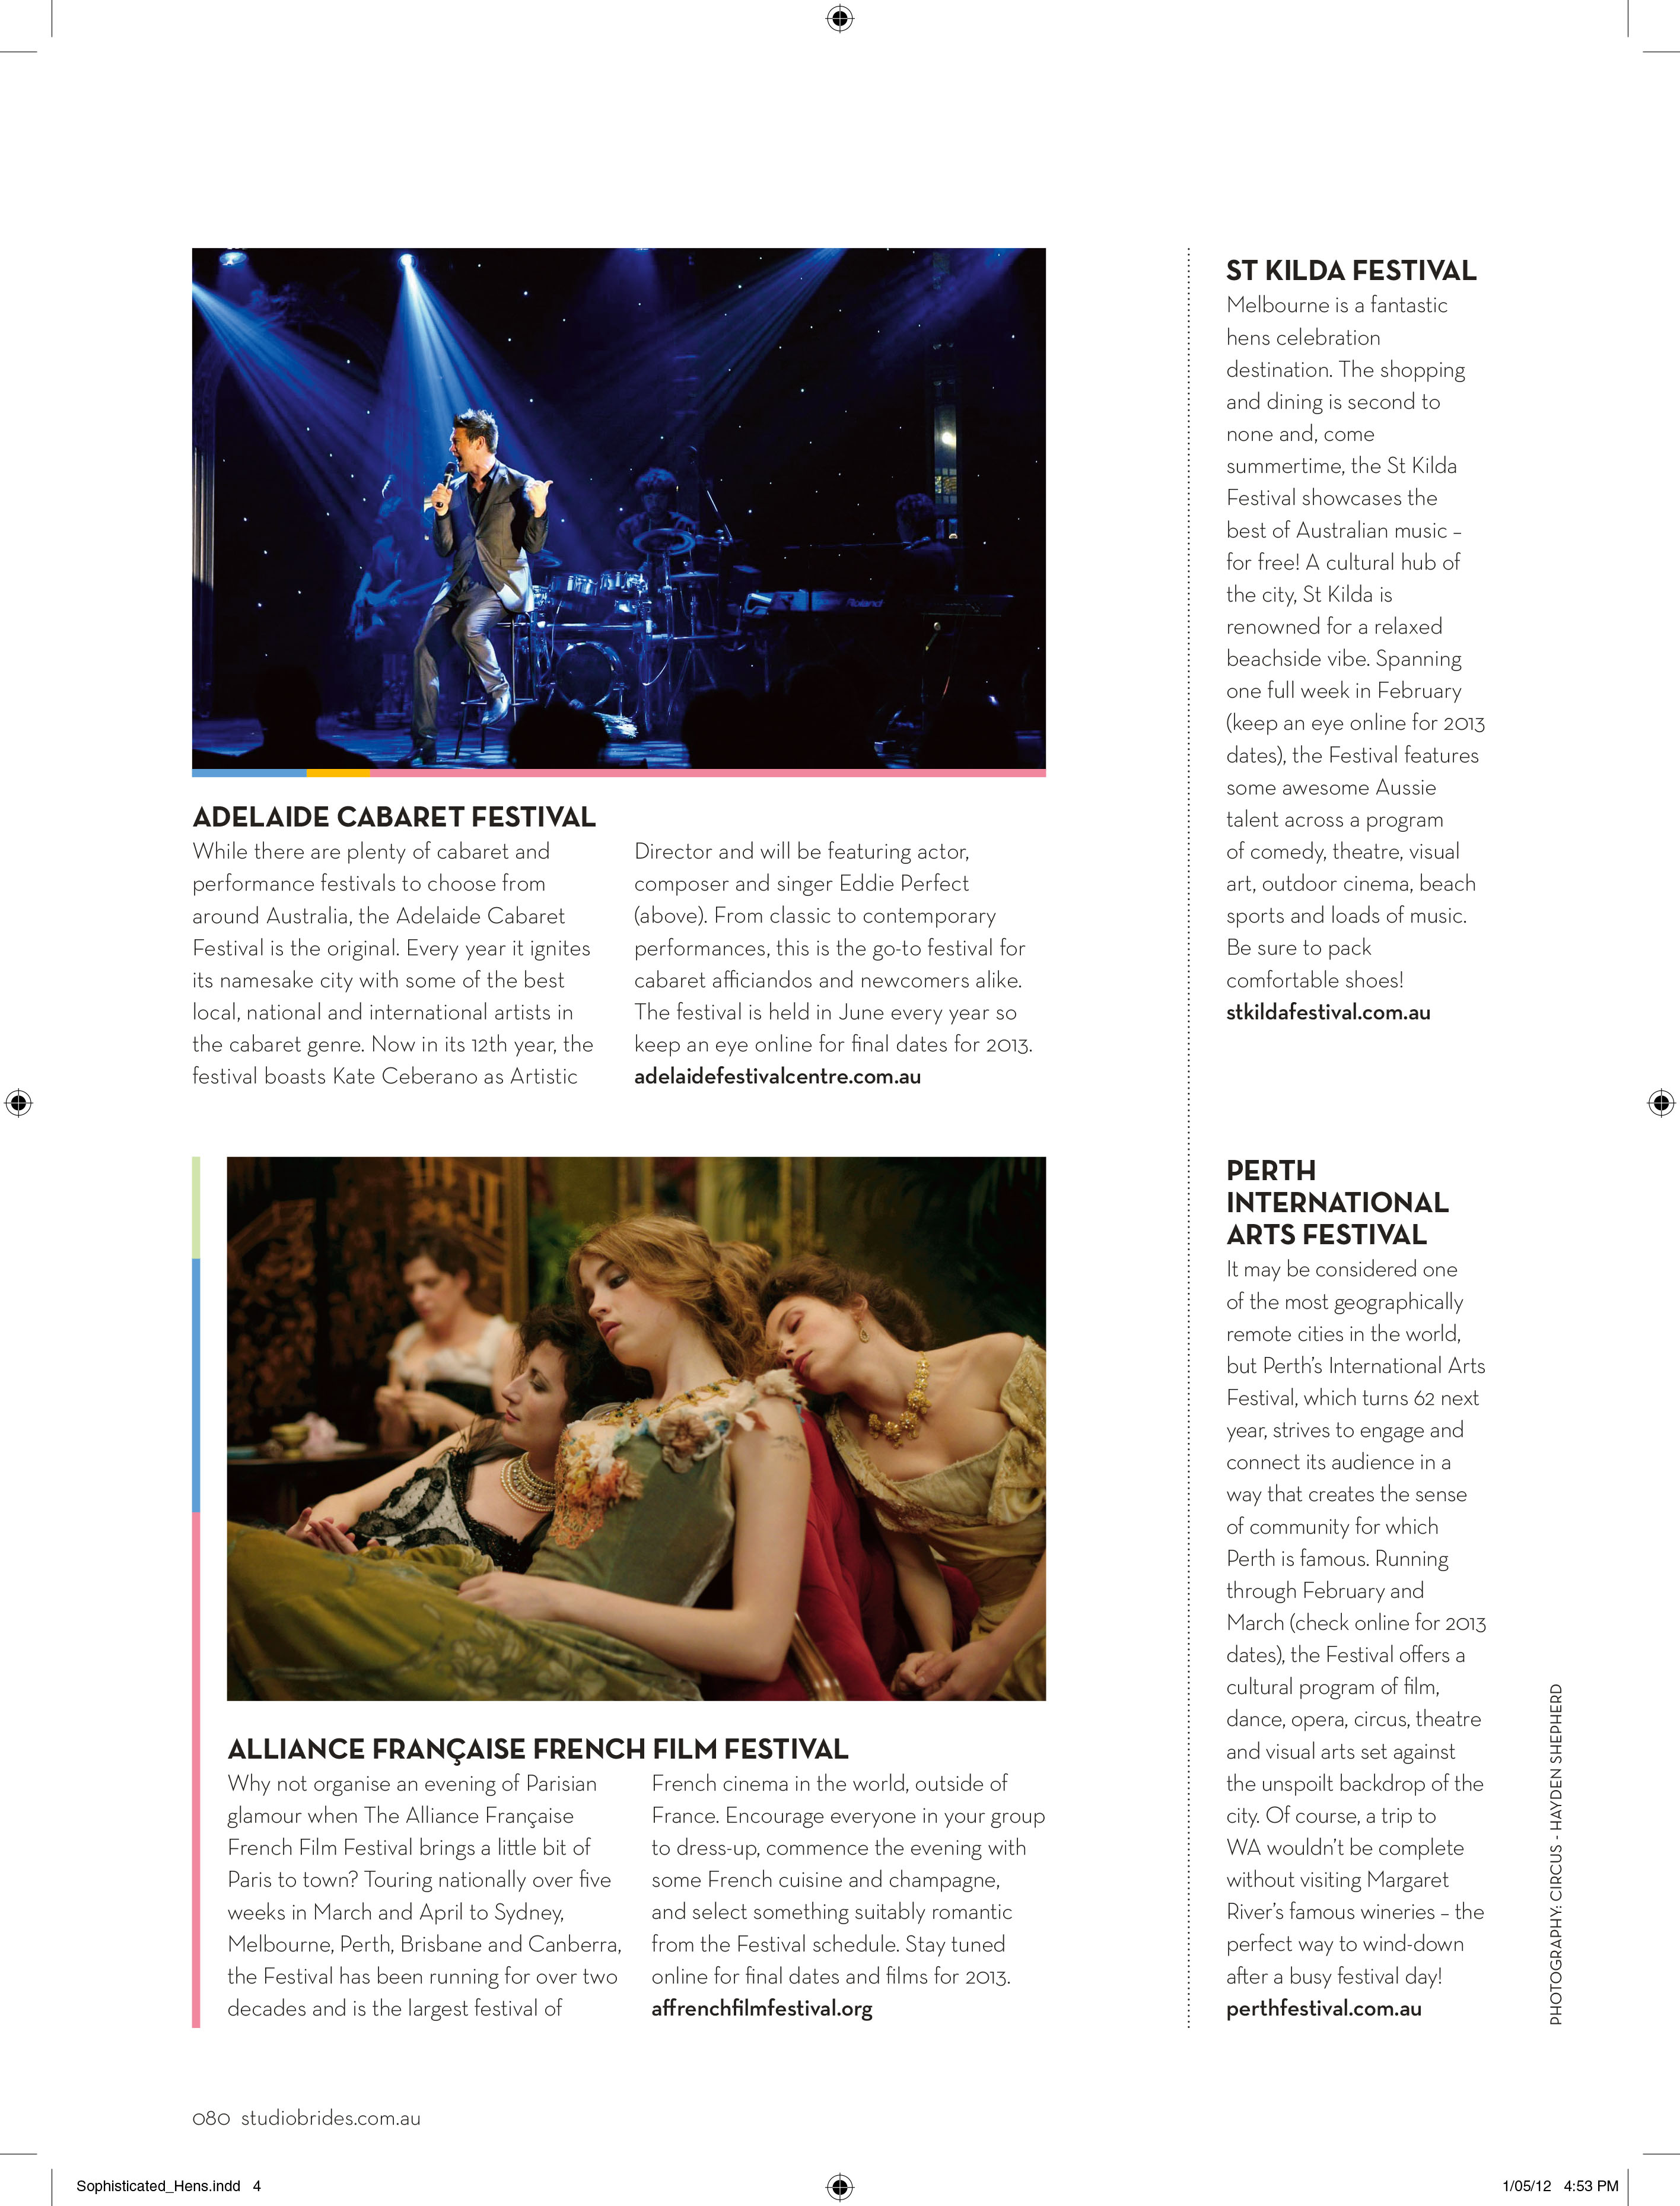 ADELAIDE CABARET FESTIVAL
While there are plenty of cabaret and
performance festivals to choose from
around Australia, the Adelaide Cabaret
Festival is the original. Every year it ignites
its namesake city with some of the best
local, national and international artists in
the cabaret genre. Now in its 12th year, the
festival boasts Kate Ceberano as Artistic
Director and will be featuring actor,
composer and singer Eddie Perfect
(above). From classic to contemporary
performances, this is the go-to festival for
cabaret afficiandos and newcomers alike.
The festival is held in June every year so
keep an eye online for final dates for 2013.
adelaidefestivalcentre.com.au
ALLIANCE FRANÇAISE FRENCH FILM FESTIVAL
Why not organise an evening of Parisian
glamour when The Alliance Française
French Film Festival brings a little bit of
Paris to town? Touring nationally over five
weeks in March and April to Sydney,
Melbourne, Perth, Brisbane and Canberra,
the Festival has been running for over two
decades and is the largest festival of
French cinema in the world, outside of
France. Encourage everyone in your group
to dress-up, commence the evening with
some French cuisine and champagne,
and select something suitably romantic
from the Festival schedule. Stay tuned
online for final dates and films for 2013.
affrenchfilmfestival.org
ST KILDA FESTIVAL
Melbourne is a fantastic
hens celebration
destination. The shopping
and dining is second to
none and, come
summertime, the St Kilda
Festival showcases the
best of Australian music –
for free! A cultural hub of
the city, St Kilda is
renowned for a relaxed
beachside vibe. Spanning
one full week in February
(keep an eye online for 2013
dates), the Festival features
some awesome Aussie
talent across a program
of comedy, theatre, visual
art, outdoor cinema, beach
sports and loads of music.
Be sure to pack
comfortable shoes!
stkildafestival.com.au
PERTH
INTERNATIONAL
ARTS FESTIVAL
It may be considered one
of the most geographically
remote cities in the world,
but Perth's International Arts
Festival, which turns 62 next
year, strives to engage and
connect its audience in a
way that creates the sense
of community for which
Perth is famous. Running
through February and
March (check online for 2013
dates), the Festival offers a
cultural program of film,
dance, opera, circus, theatre
and visual arts set against
the unspoilt backdrop of the
city. Of course, a trip to
WA wouldn't be complete
without visiting Margaret
River's famous wineries – the
perfect way to wind-down
after a busy festival day!
perthfestival.com.au
PHOTOGRAPHY: CIRCUS - HAYDEN SHEPHERD
Roland
080 studiobrides.com.au
Sophisticated_Hens.indd 4
1/05/12 4:53 PM